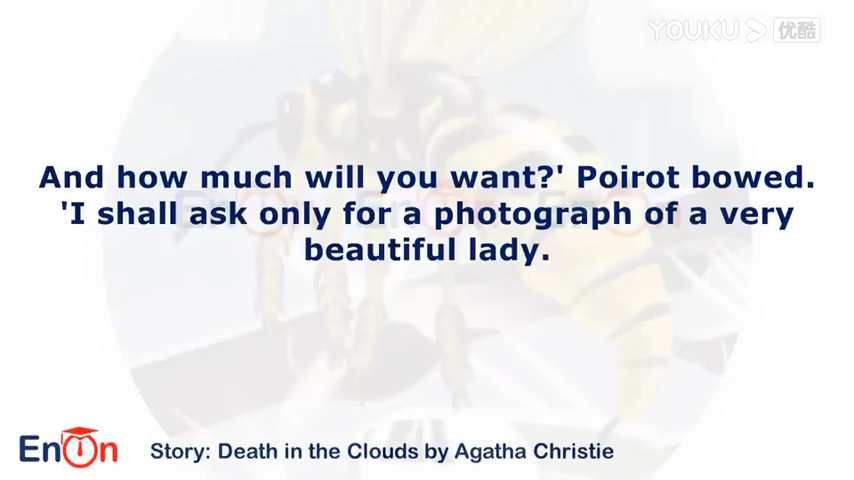 YOUKU 优酷
And how much will you want?' Poirot bowed.
'I shall ask only for a photograph of a very
beautiful lady.
EnOn
Story: Death in the Clouds by Agatha Christie